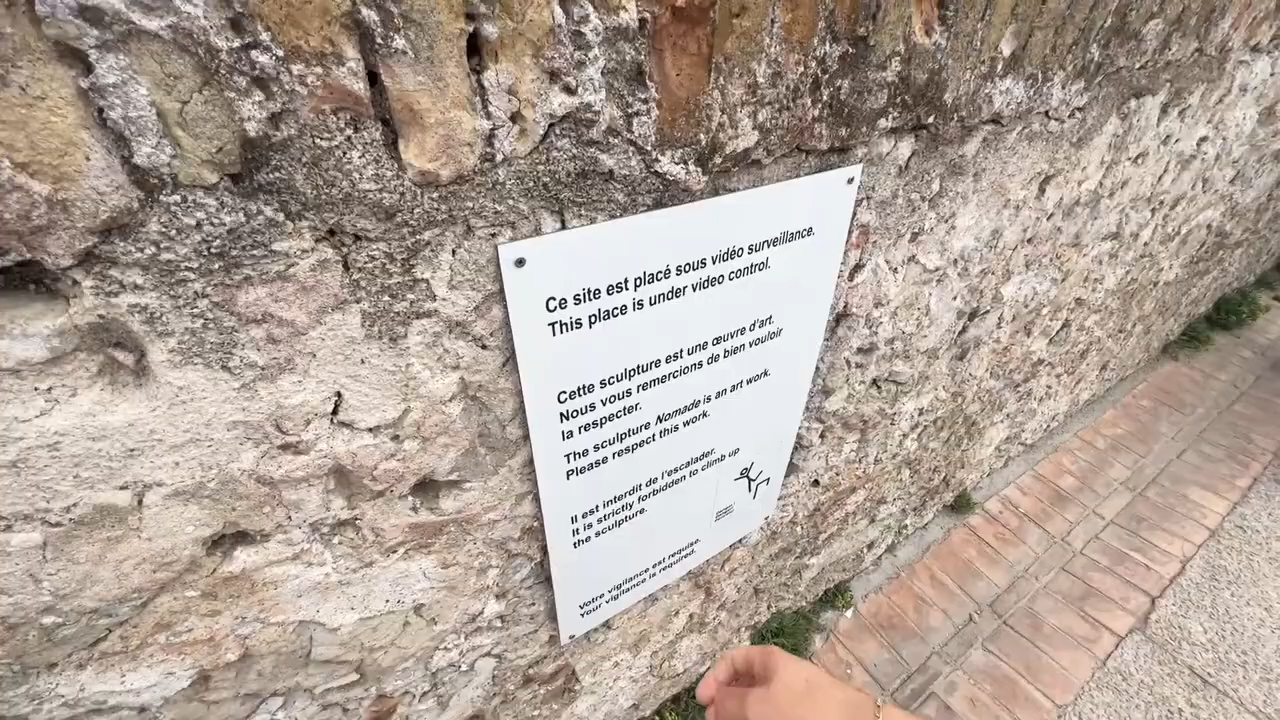 Ce site est placé sous vidéo surveillance.
This place is under video control.
Cette sculpture est une œuvre d'art.
Nous vous remercions de bien vouloir
la respecter.
The sculpture Nomade is an art work.
Please respect this work.
Il est interdit de l'escalader.
It is strictly forbidden to climb up
the sculpture.
Votre vigilance est requise.
Your vigilance is required.